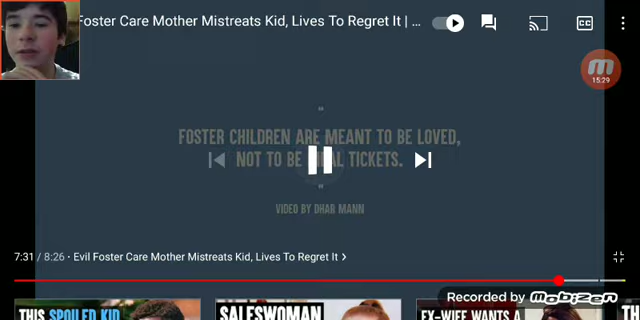 Foster Care Mother Mistreats Kid, Lives To Regret It | ...
CC
15:29
"
FOSTER CHILDREN ARE MEANT TO BE LOVED,
NOT TO BE MEAL TICKETS.
"
VIDEO BY DHAR MANN
7:31 / 8:26 · Evil Foster Care Mother Mistreats Kid, Lives To Regret It >
Recorded by mobizen
THIS SPOILED KID
SALESWOMAN
EX-WIFE WANTS A